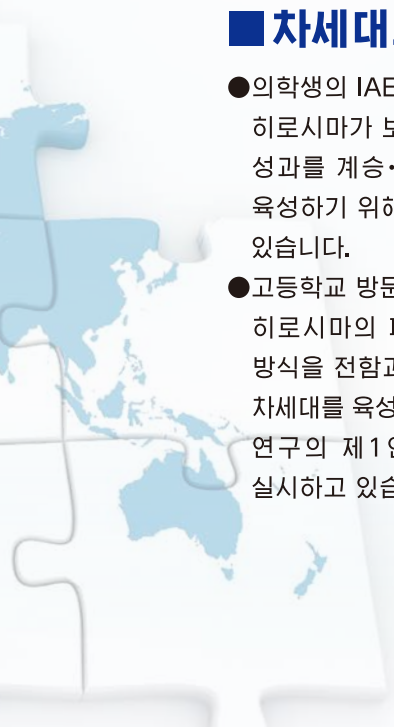 ■차세대
●의학생의 IAE
히로시마가 보
성과를 계승·
육성하기 위해
있습니다.
●고등학교 방문
히로시마의
방식을 전함과
차세대를 육성
연구의 제1인
실시하고 있습